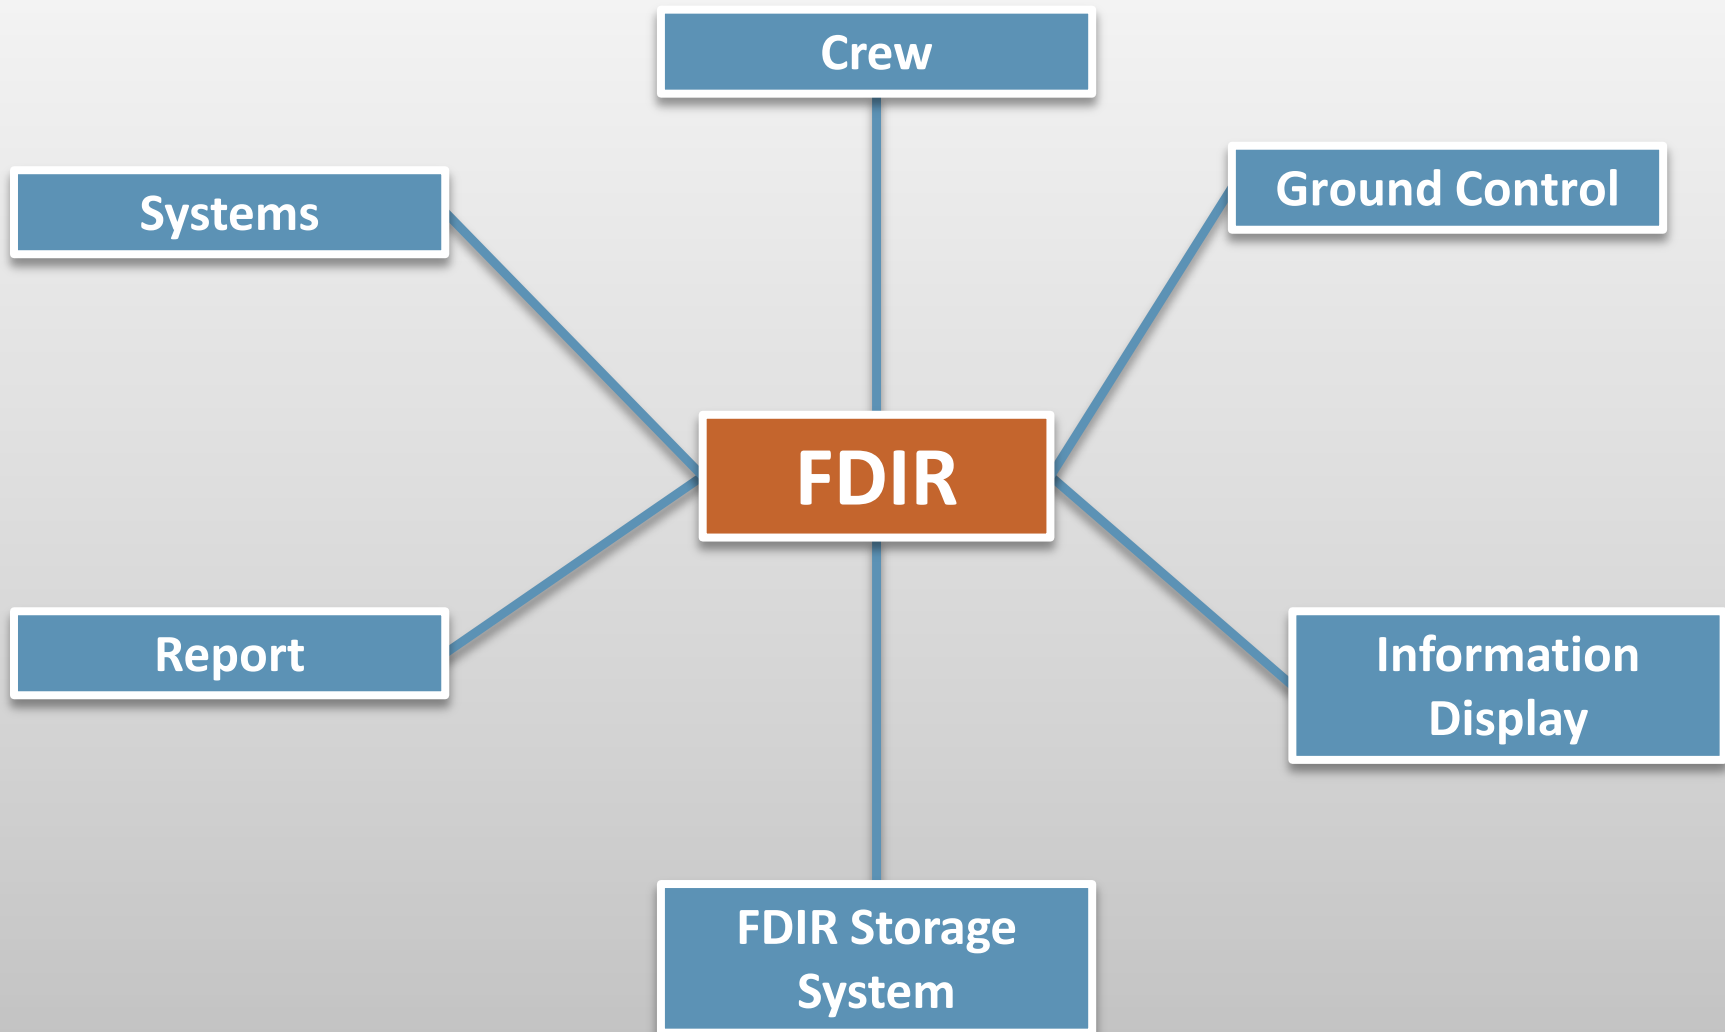 Crew
Ground Control
Systems
FDIR
Report
Information
Display
FDIR Storage
System